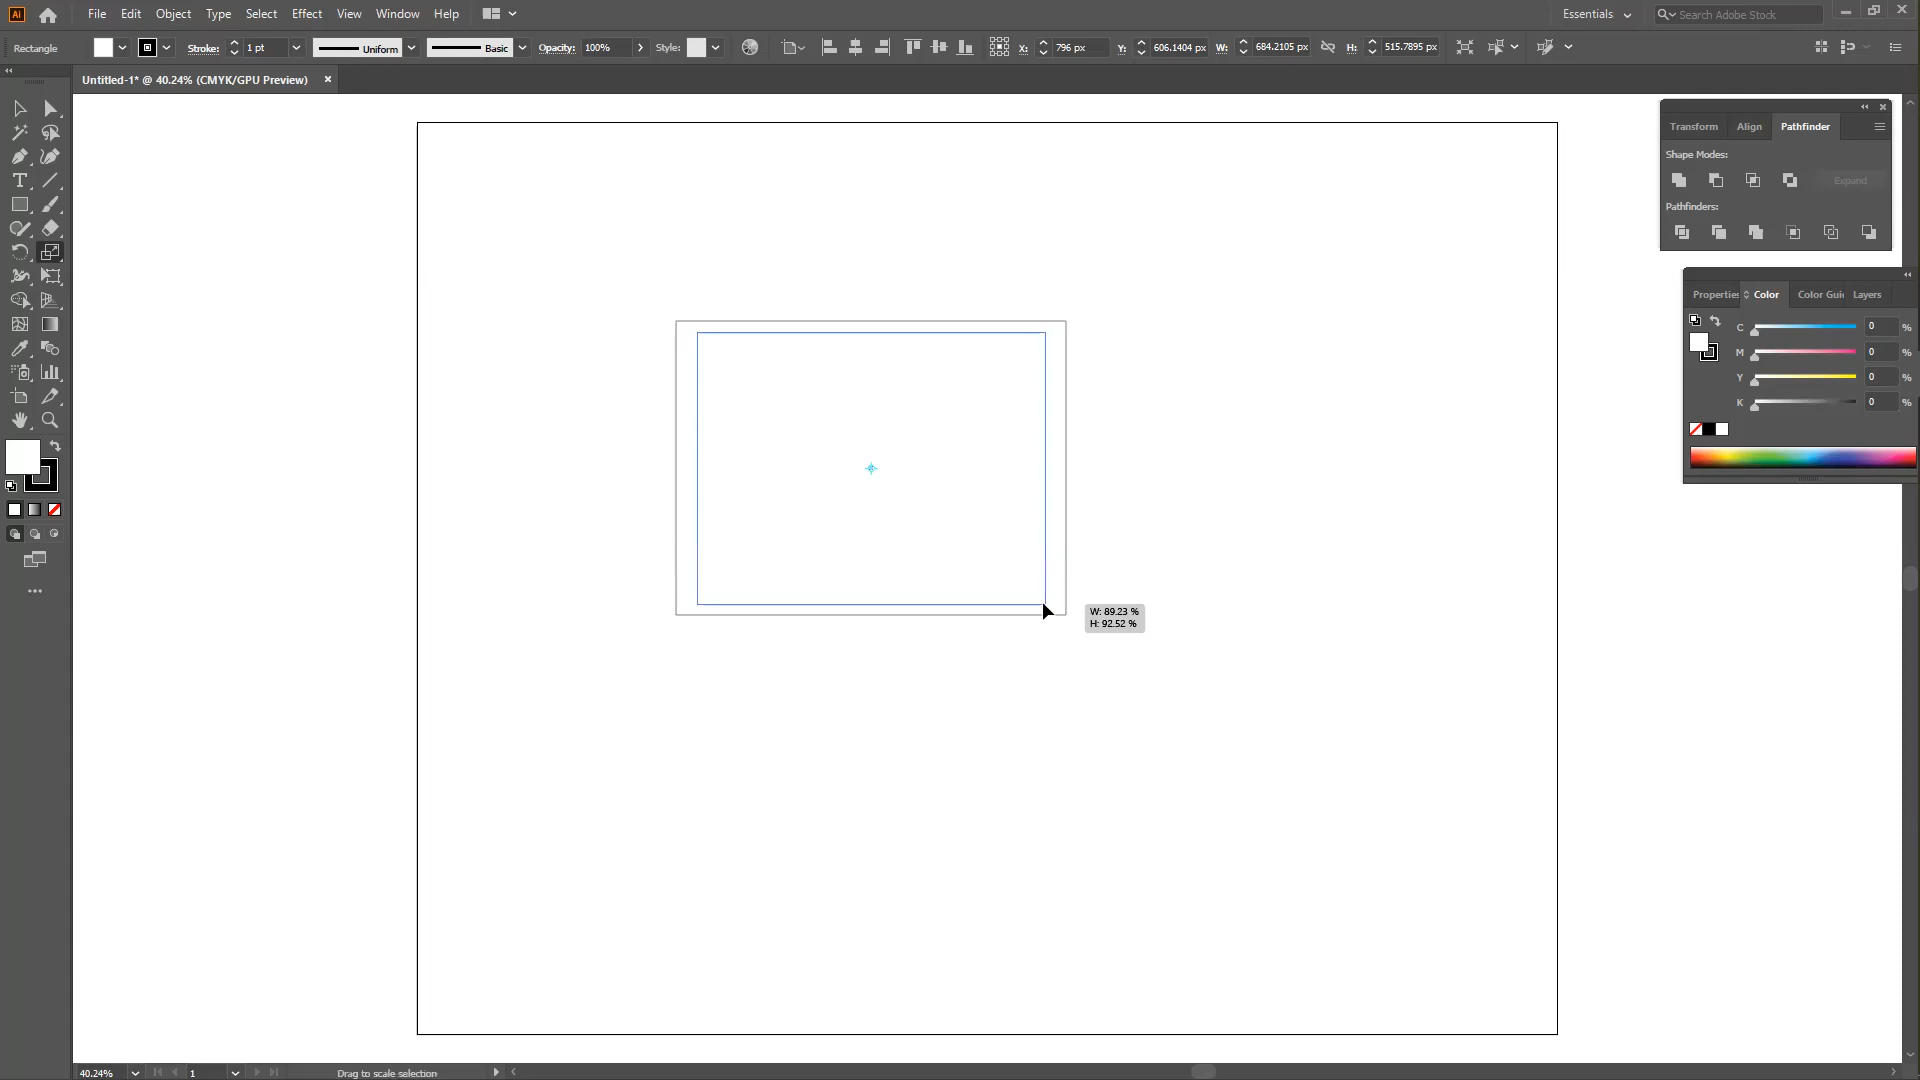 Ai File Edit Object Type Select Effect View Window Help Essentials Search Adobe Stock
Rectangle Stroke: 1 pt Uniform Basic Opacity: 100% Style: X: 796 px Y: 606.1404 px W: 684.2105 px H: 515.7895 px
Untitled-1* @ 40.24% (CMYK/GPU Preview) ×
Transform Align Pathfinder
Shape Modes:
Expand
Pathfinders:
Properties Color Color Gui Layers
C 0 %
M 0 %
Y 0 %
K 0 %
W: 89.23 %
H: 92.52 %
40.24% 1 Drag to scale selection